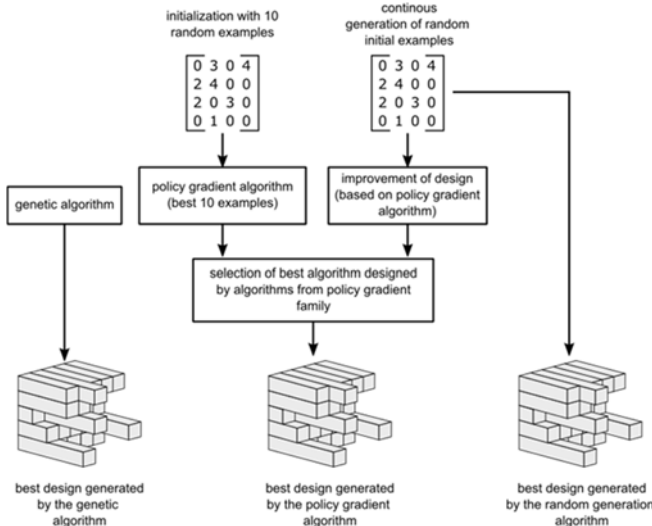 initialization with 10
random examples
0 3 0 4
2 4 0 0
2 0 3 0
0 1 0 0
continous
generation of random
initial examples
0 3 0 4
2 4 0 0
2 0 3 0
0 1 0 0
genetic algorithm
policy gradient algorithm
(best 10 examples)
improvement of design
(based on policy gradient
algorithm)
selection of best algorithm designed
by algorithms from policy gradient
family
best design generated
by the genetic
algorithm
best design generated
by the policy gradient
algorithm
best design generated
by the random generation
algorithm